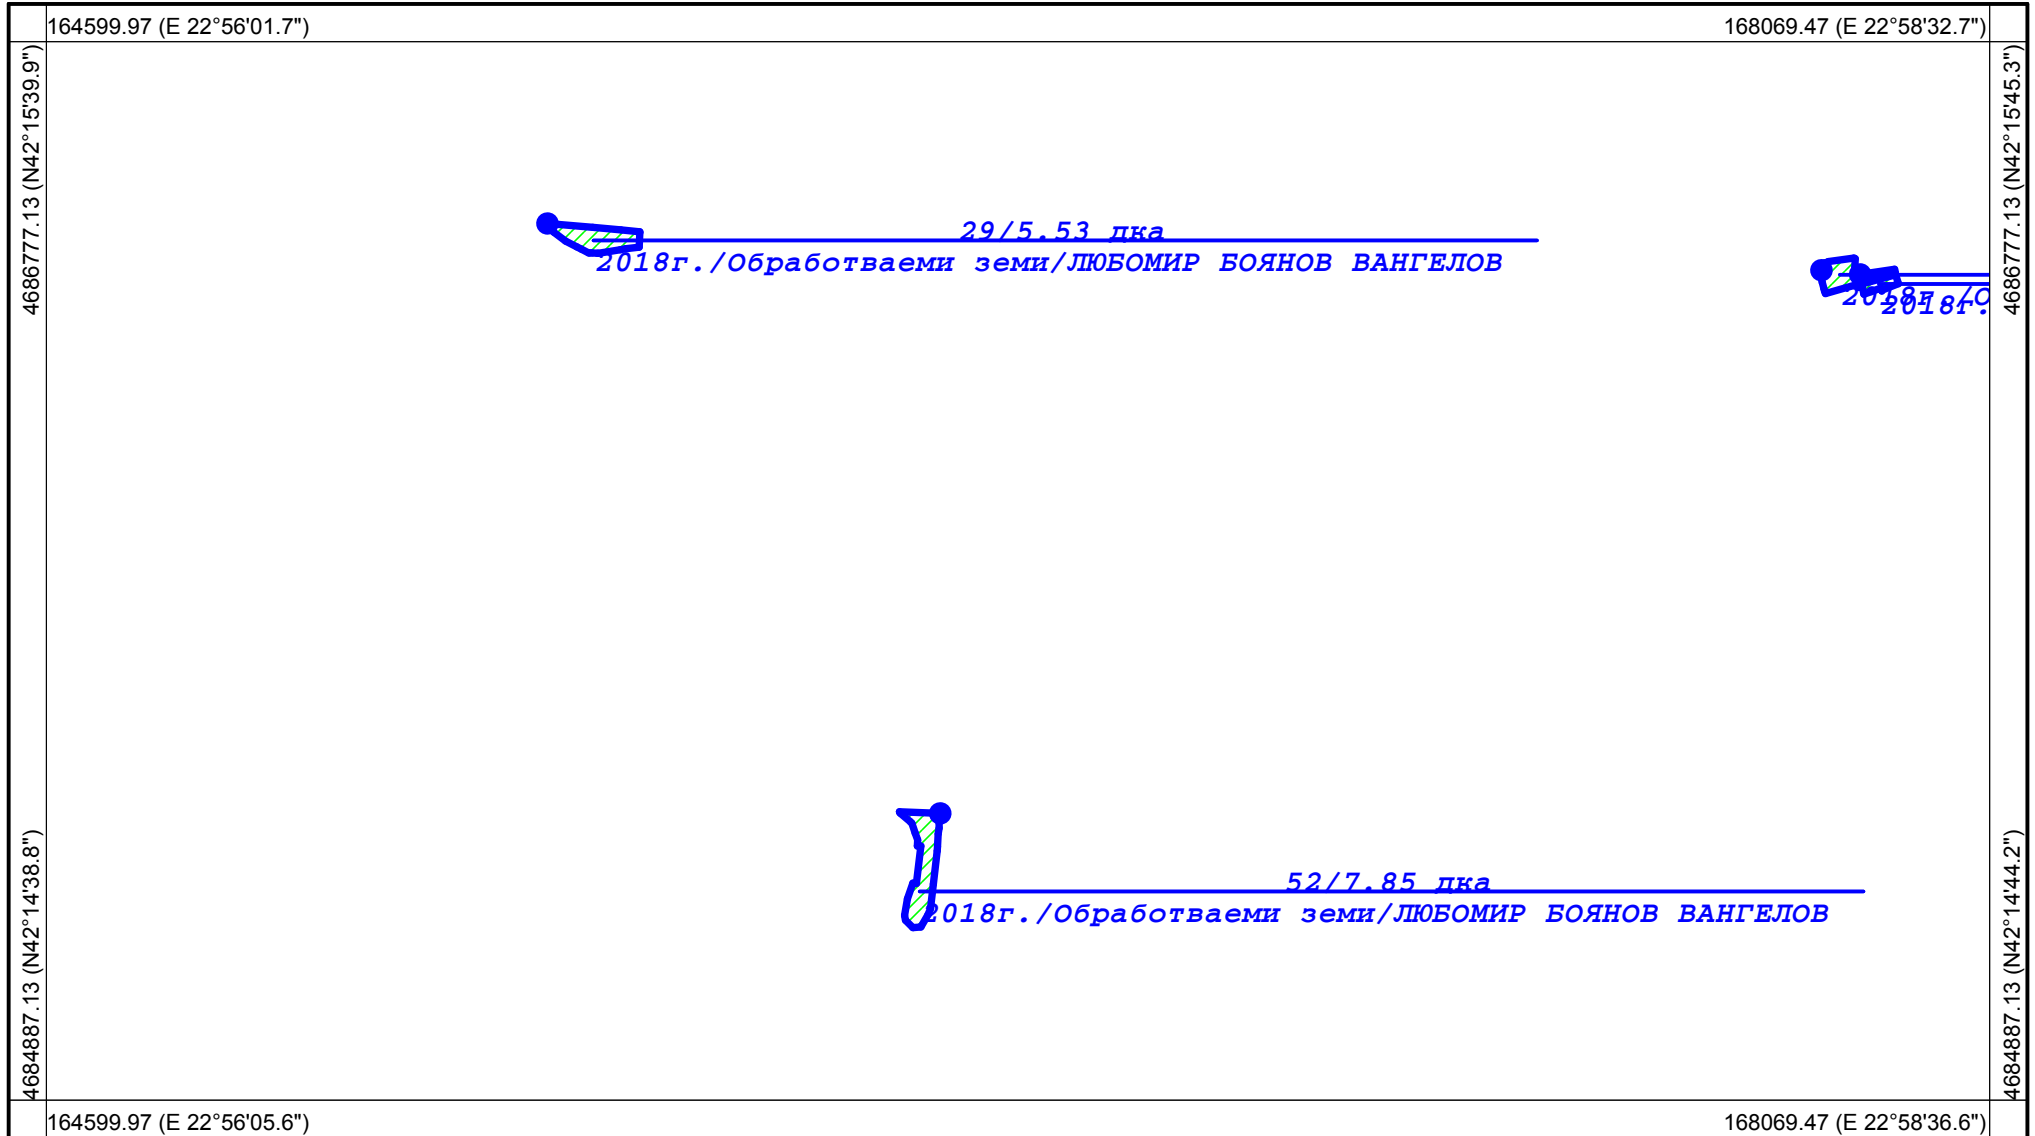 164599.97 (E 22°56'01.7") 168069.47 (E 22°58'32.7")
4686777.13 (N42°15'39.9")
4686777.13 (N42°15'45.3")
29/5.53 дка
2018г./Обработваеми земи/ЛЮБОМИР БОЯНОВ ВАНГЕЛОВ
2018г./О
2018г.
52/7.85 дка
2018г./Обработваеми земи/ЛЮБОМИР БОЯНОВ ВАНГЕЛОВ
4684887.13 (N42°14'38.8")
4684887.13 (N42°14'44.2")
164599.97 (E 22°56'05.6") 168069.47 (E 22°58'36.6")